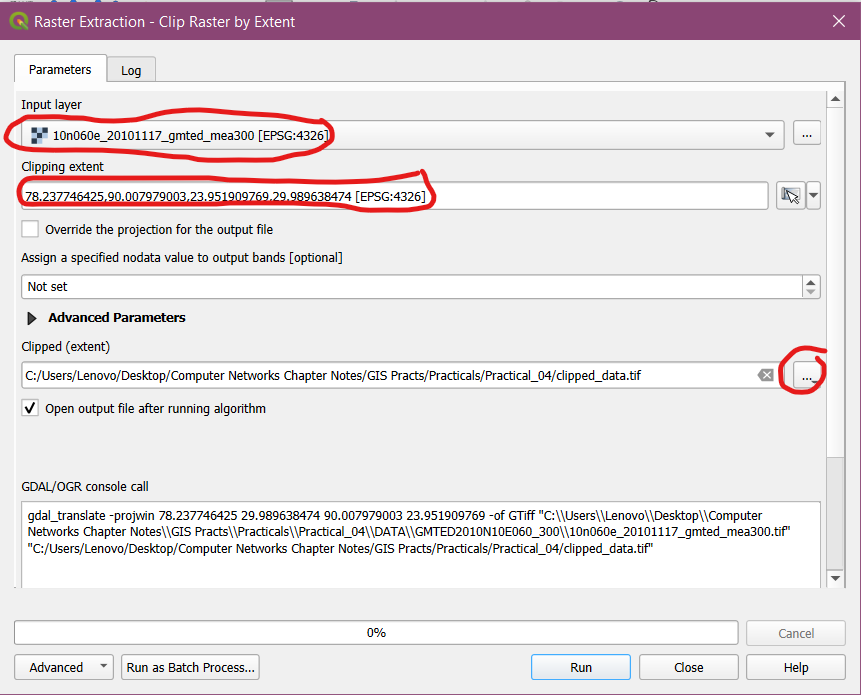 Raster Extraction - Clip Raster by Extent
Parameters
Log
Input layer
10n060e_20101117_gmted_mea300 [EPSG:4326]
...
Clipping extent
78.237746425,90.007979003,23.951909769,29.989638474 [EPSG:4326]
Override the projection for the output file
Assign a specified nodata value to output bands [optional]
Not set
Advanced Parameters
Clipped (extent)
C:/Users/Lenovo/Desktop/Computer Networks Chapter Notes/GIS Practs/Practicals/Practical_04/clipped_data.tif
...
Open output file after running algorithm
GDAL/OGR console call
gdal_translate -projwin 78.237746425 29.989638474 90.007979003 23.951909769 -of GTiff "C:\\Users\\Lenovo\\Desktop\\Computer
Networks Chapter Notes\\GIS Practs\\Practicals\\Practical_04\\DATA\\GMTED2010N10E060_300\\10n060e_20101117_gmted_mea300.tif"
"C:/Users/Lenovo/Desktop/Computer Networks Chapter Notes/GIS Practs/Practicals/Practical_04/clipped_data.tif"
0%
Cancel
Advanced
Run as Batch Process...
Run
Close
Help